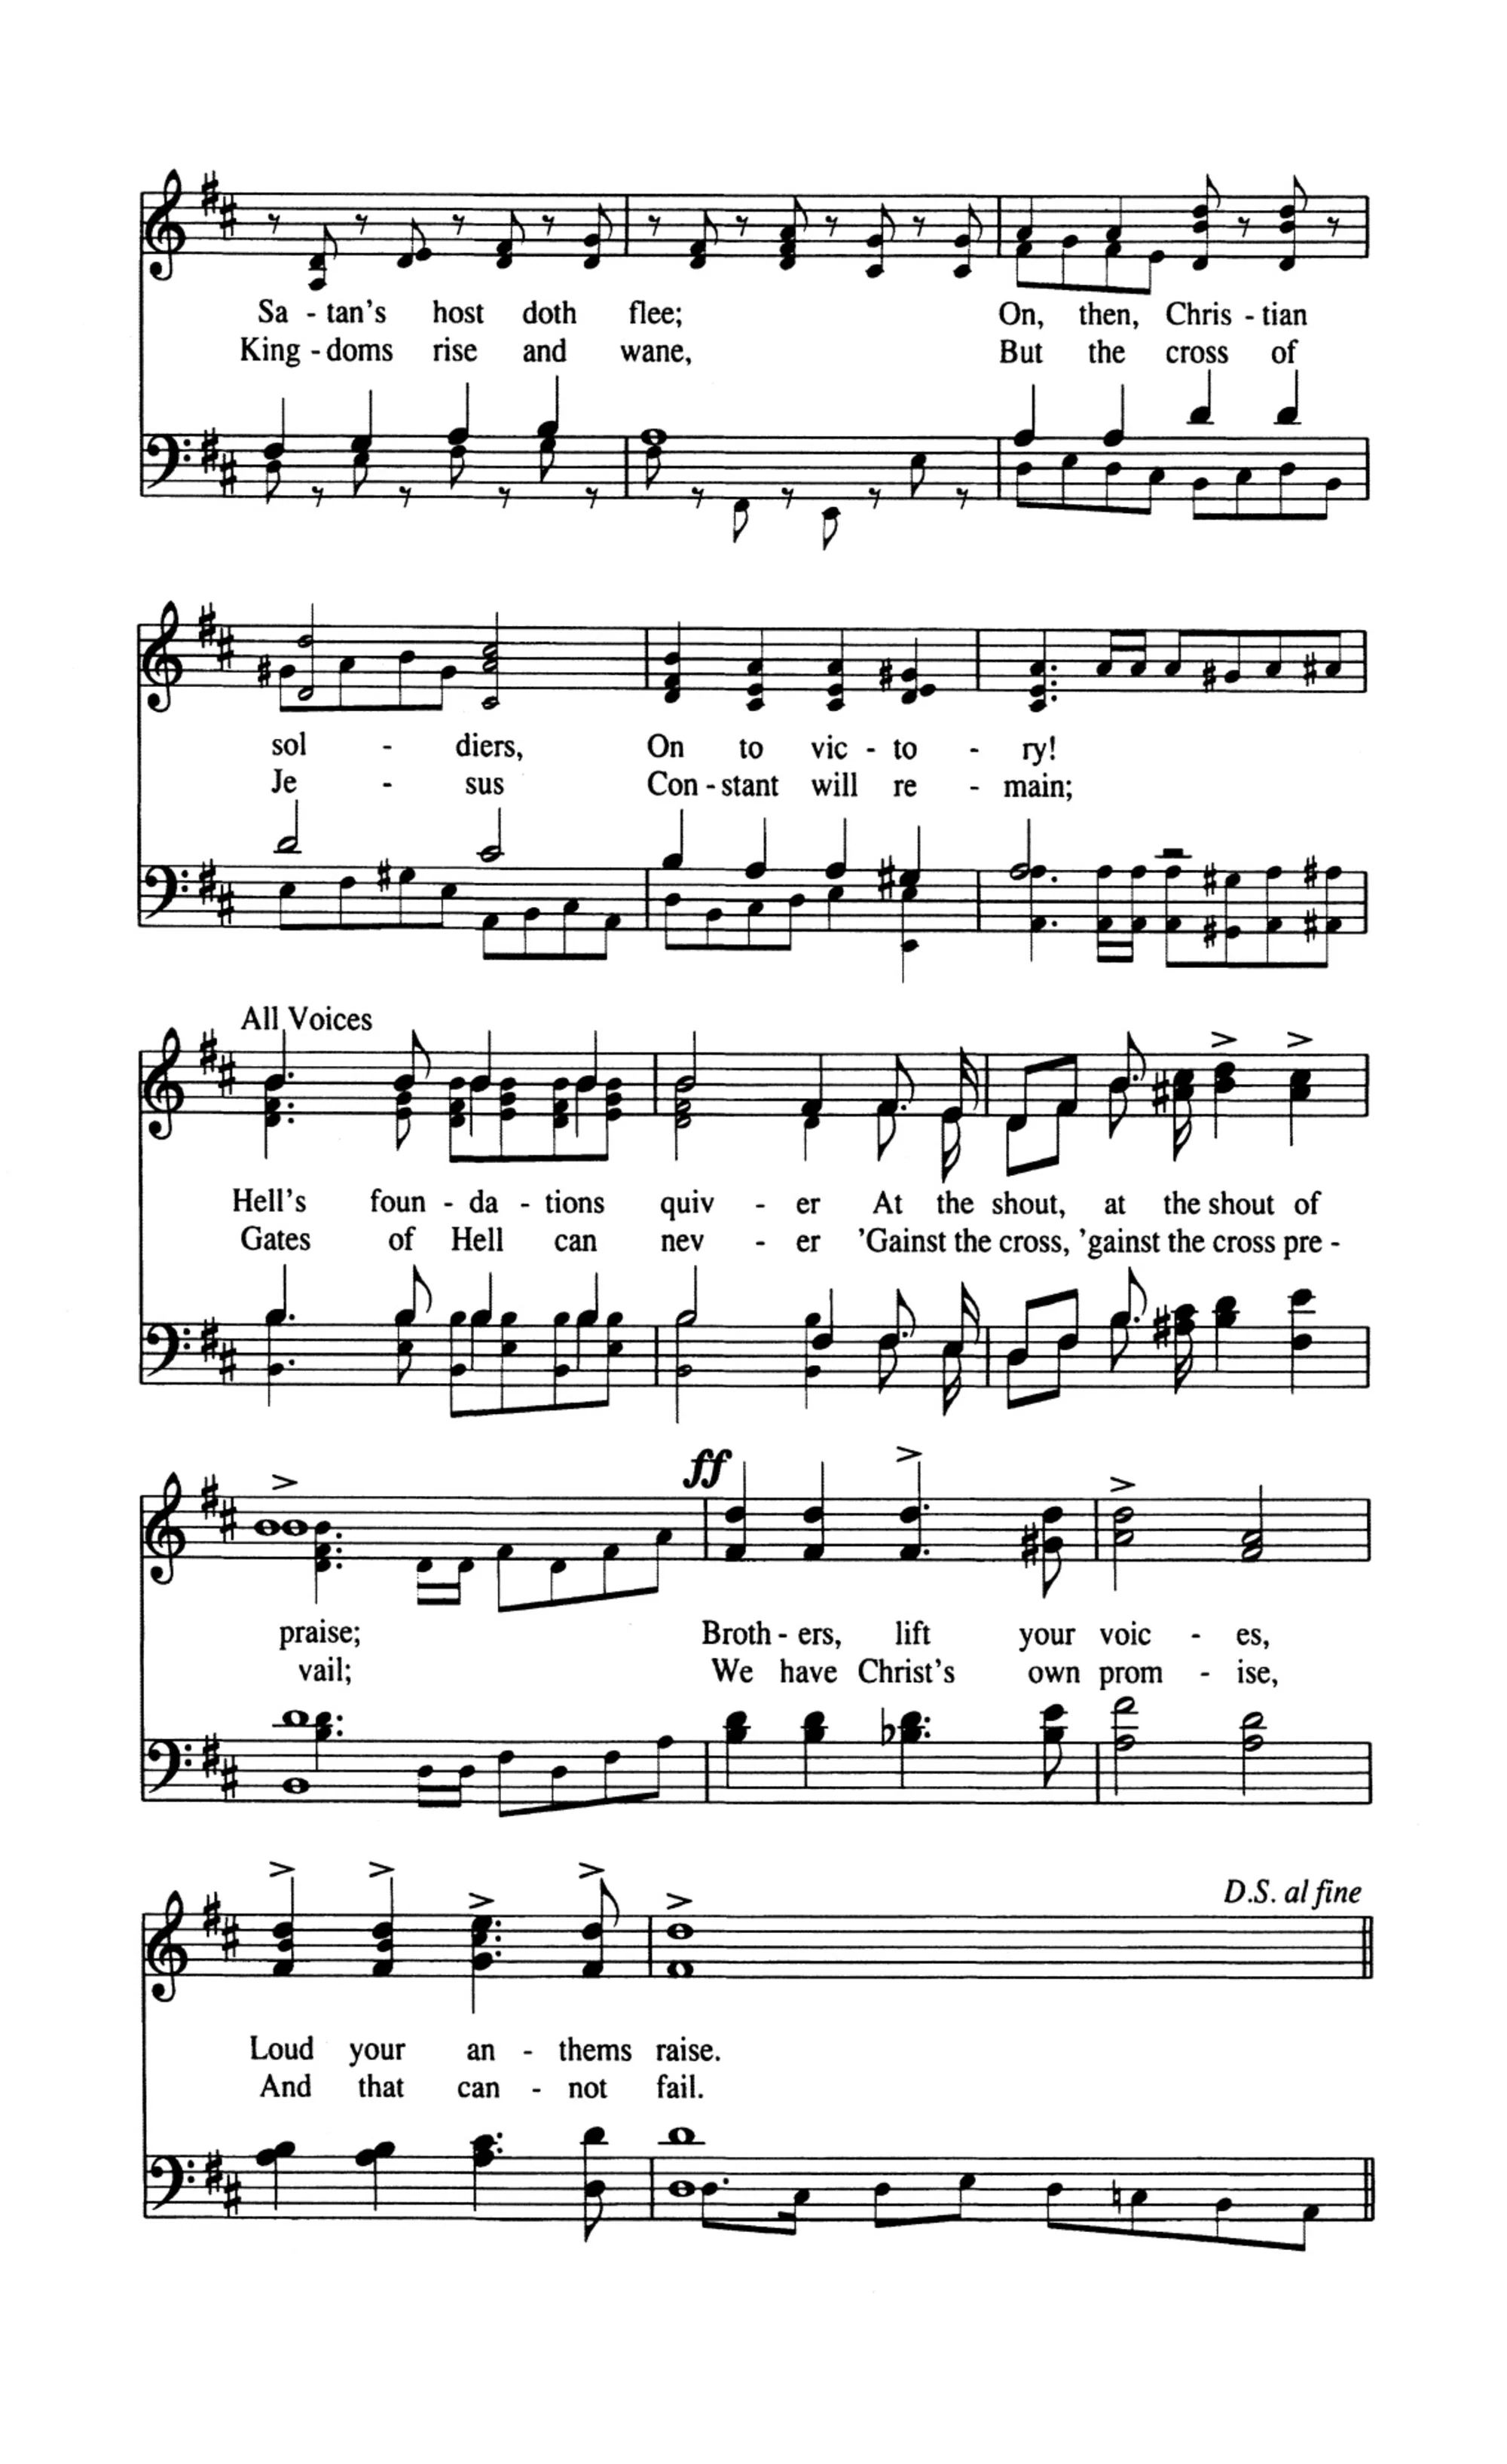 Sa - tan's host doth flee; On, then, Chris - tian
King - doms rise and wane, But the cross of
sol - diers, On to vic - to - ry!
Je - sus Con - stant will re - main;
All Voices
Hell's foun - da - tions quiv - er At the shout, at the shout of
Gates of Hell can nev - er 'Gainst the cross, 'gainst the cross pre -
ff
praise; Broth - ers, lift your voic - es,
vail; We have Christ's own prom - ise,
D.S. al fine
Loud your an - thems raise.
And that can - not fail.